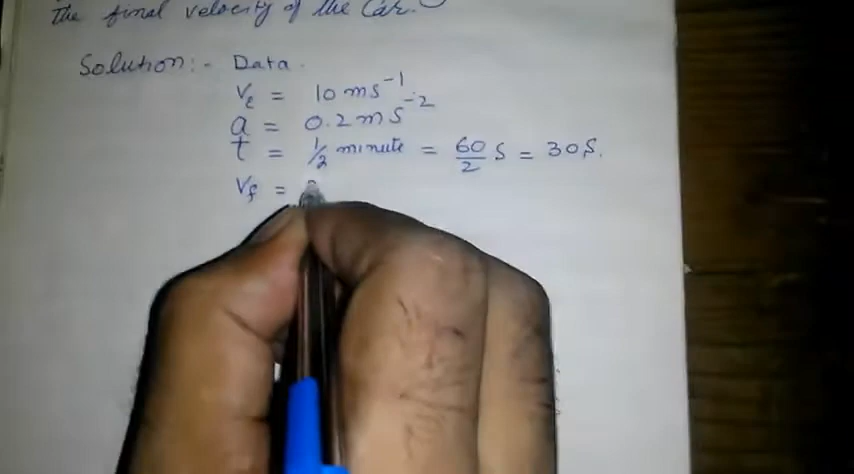 the final velocity of the Car.
Solution:- Data.
Vi = 10 ms⁻¹.
a = 0.2 ms⁻²
t = 1/2 minute = 60/2 S = 30S.
Vf = ?